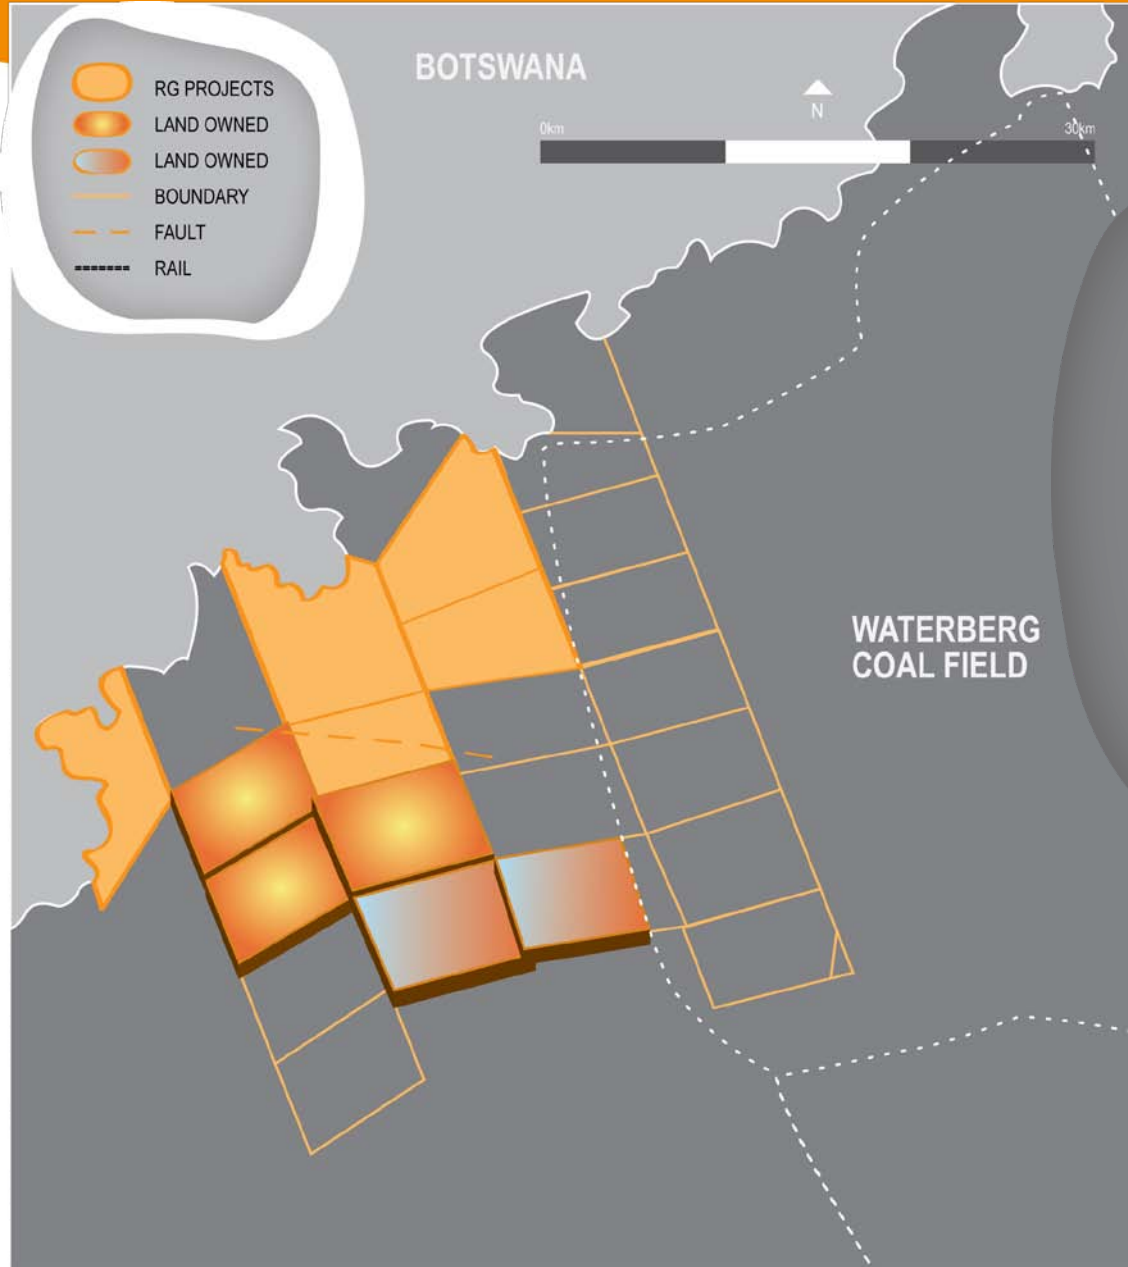 BOTSWANA
RG PROJECTS
LAND OWNED
LAND OWNED
BOUNDARY
FAULT
RAIL
N
0km
30km
WATERBERG
COAL FIELD